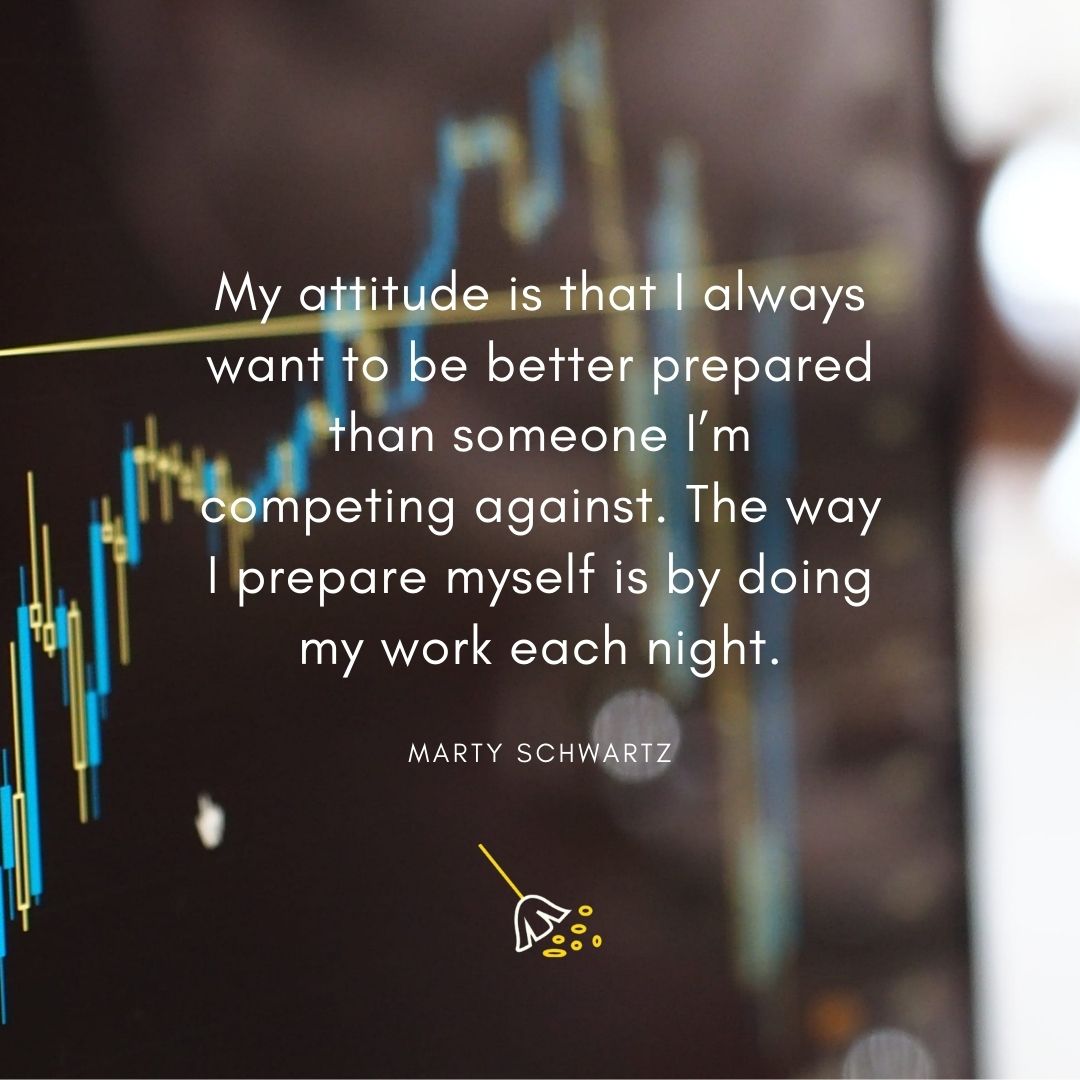 My attitude is that I always
want to be better prepared
than someone I’m
competing against. The way
I prepare myself is by doing
my work each night.
MARTY SCHWARTZ